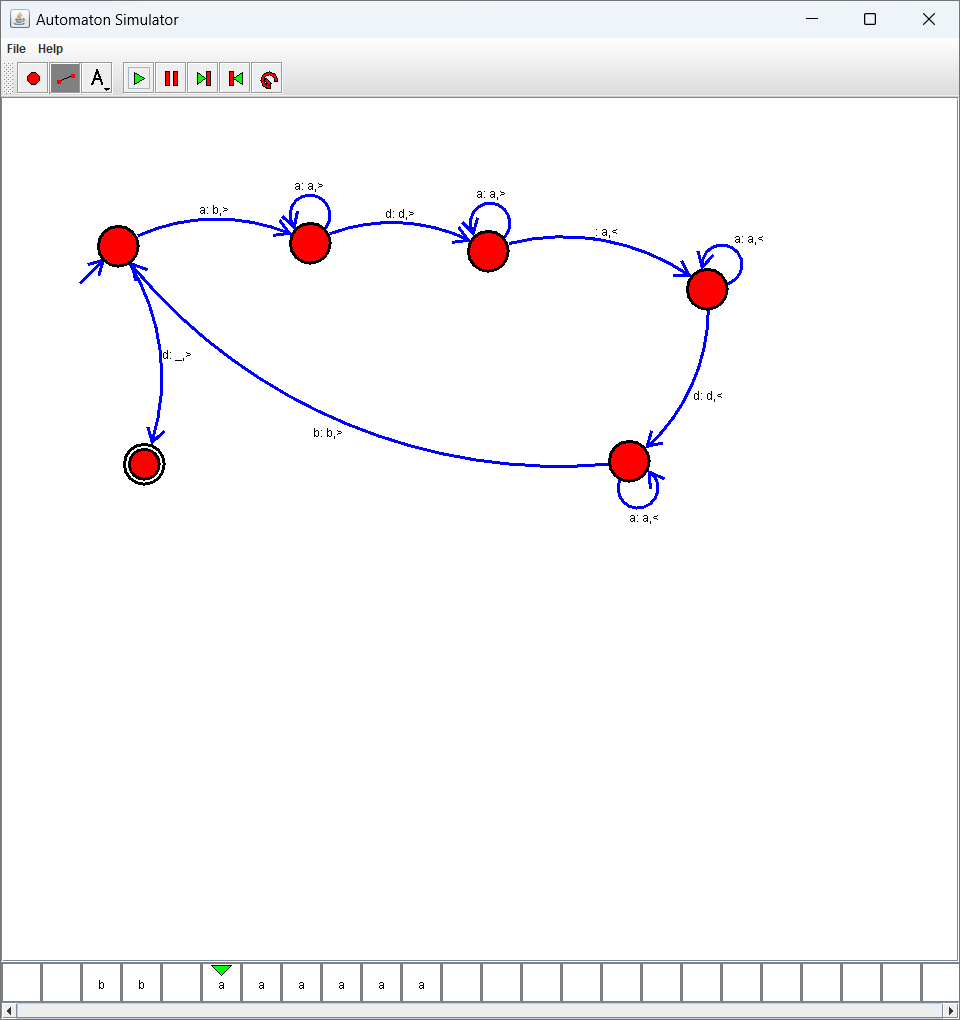 Automaton Simulator
File Help
A
a: a,>
a: a,>
a: b,>
d: d,>
: a,<
a: a,<
d: _,>
d: d,<
b: b,>
a: a,<
b b a a a a a a